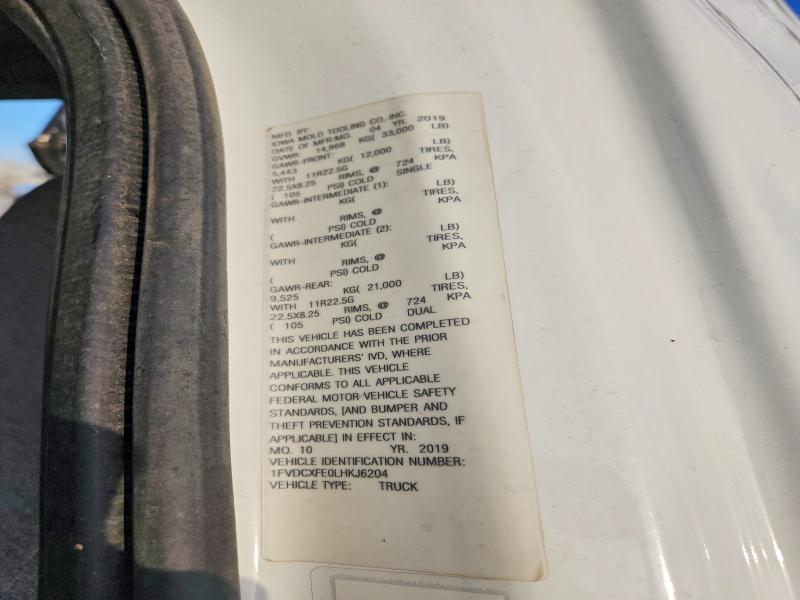 MFD. BY:
IOWA MOLD TOOLING CO, INC.
DATE OF MFR:MO. 04 YR. 2019
GVWR: 14,968 KG( 33,000 LB)
GAWR-FRONT:
5,443 KG( 12,000 LB)
WITH 11R22.5G TIRES,
22.5X8.25 RIMS, @ 724 KPA
( 105 PSI) COLD SINGLE
GAWR-INTERMEDIATE (1):
KG( LB)
WITH TIRES,
RIMS, @ KPA
( PSI) COLD
GAWR-INTERMEDIATE (2):
KG( LB)
WITH TIRES,
RIMS, @ KPA
( PSI) COLD
GAWR-REAR:
9,525 KG( 21,000 LB)
WITH 11R22.5G TIRES,
22.5X8.25 RIMS, @ 724 KPA
( 105 PSI) COLD DUAL
THIS VEHICLE HAS BEEN COMPLETED
IN ACCORDANCE WITH THE PRIOR
MANUFACTURERS' IVD, WHERE
APPLICABLE. THIS VEHICLE
CONFORMS TO ALL APPLICABLE
FEDERAL MOTOR-VEHICLE SAFETY
STANDARDS, [AND BUMPER AND
THEFT PREVENTION STANDARDS, IF
APPLICABLE] IN EFFECT IN:
MO. 10 YR. 2019
VEHICLE IDENTIFICATION NUMBER:
1FVDCXFE0LHKJ6204
VEHICLE TYPE: TRUCK